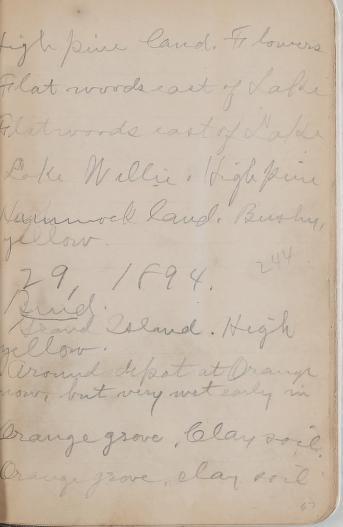 High pine land. Flowers
Flat woods east of Lake
Flatwoods east of Lake
Lake Willie. High pine
Hammock land. Bushy,
yellow.
244.
29, 1894.
Grand Island. High
yellow.
Around depot at Orange
now, but very wet early in
Orange grove, Clay soil.
Orange grove, clay soil
67